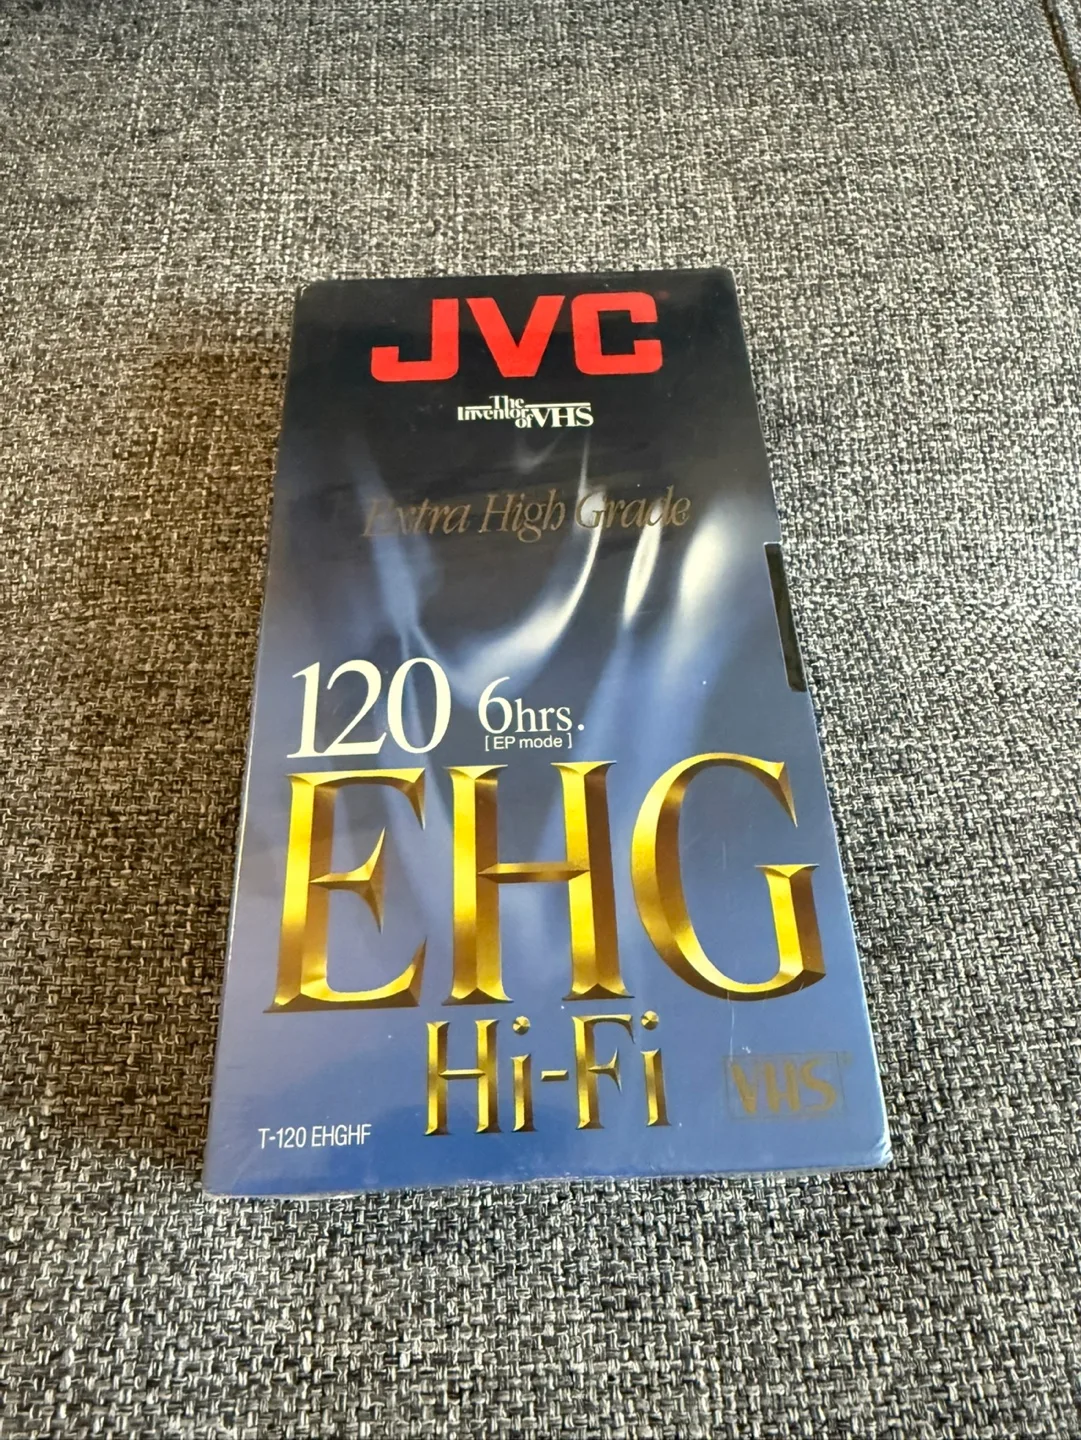 JVC
The
Inventor
of VHS
Extra High Grade
120 6hrs.
[ EP mode ]
EHG
Hi-Fi
VHS
T-120 EHGHF